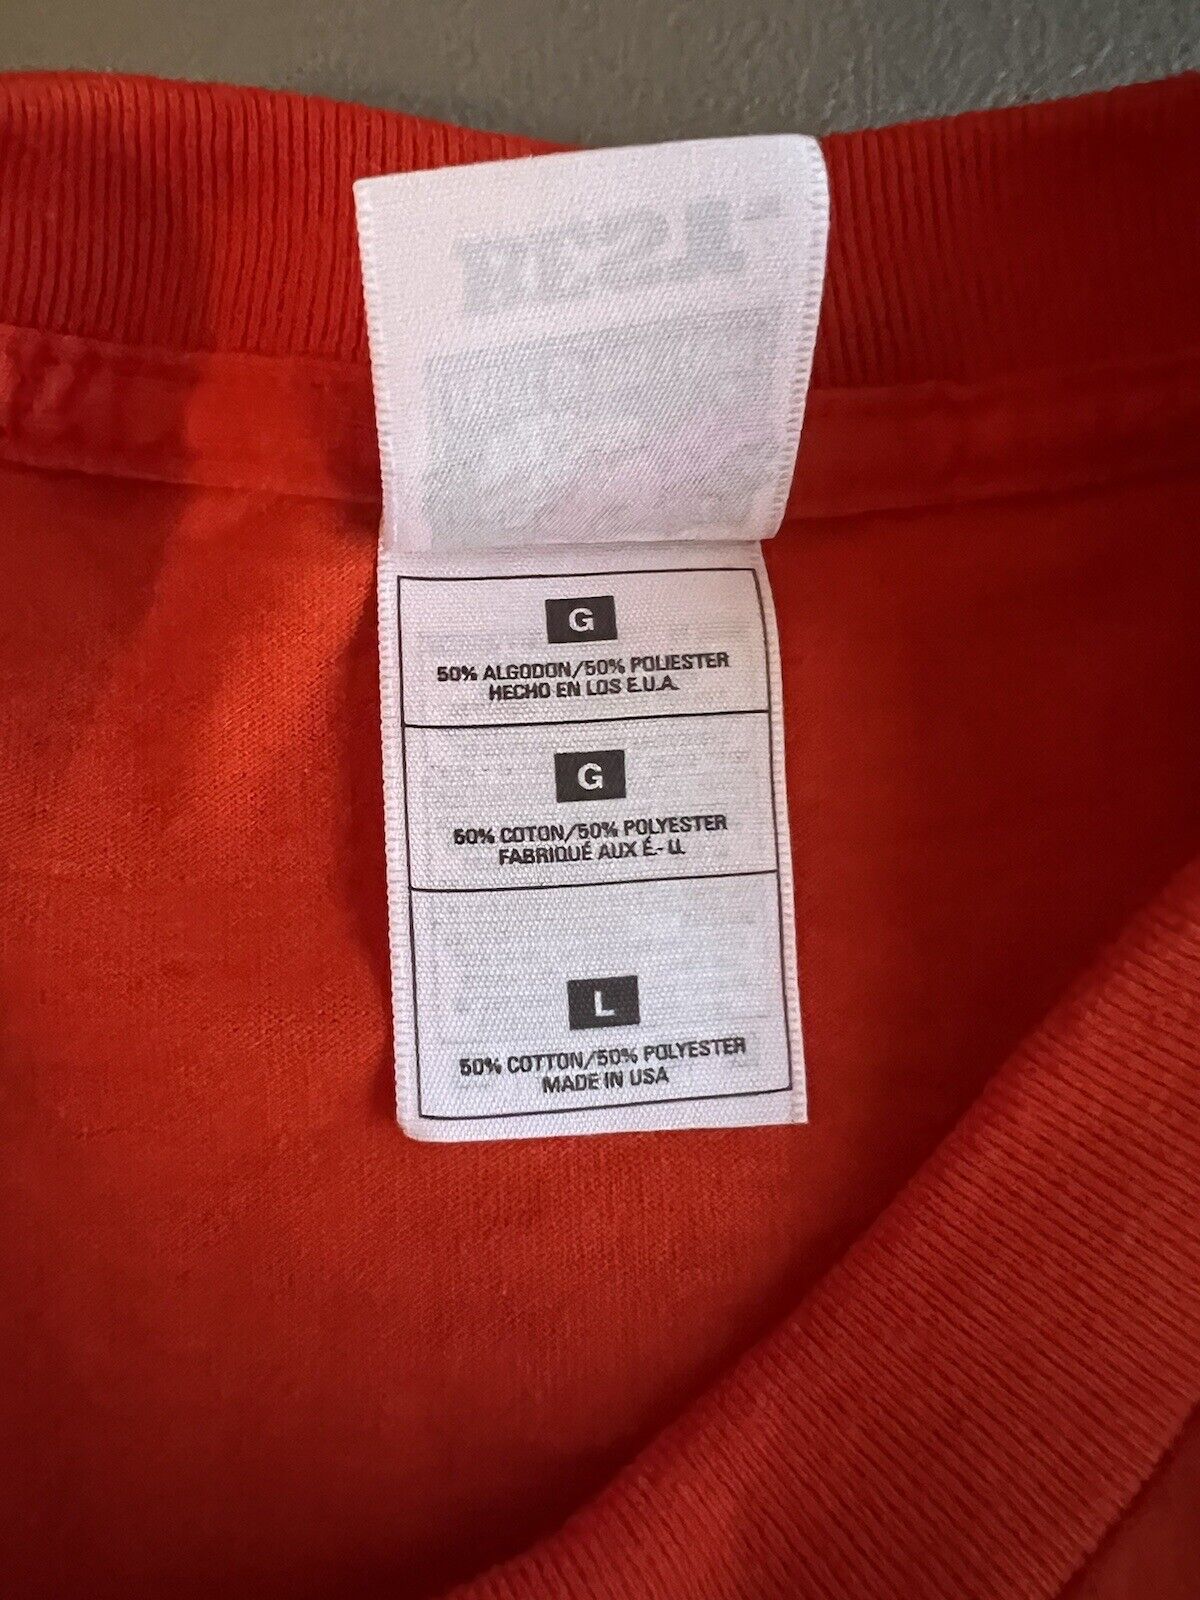 G
50% ALGODON/50% POLIESTER
HECHO EN LOS E.U.A.
G
50% COTON/50% POLYESTER
FABRIQUÉ AUX É.-U.
L
50% COTTON/50% POLYESTER
MADE IN USA